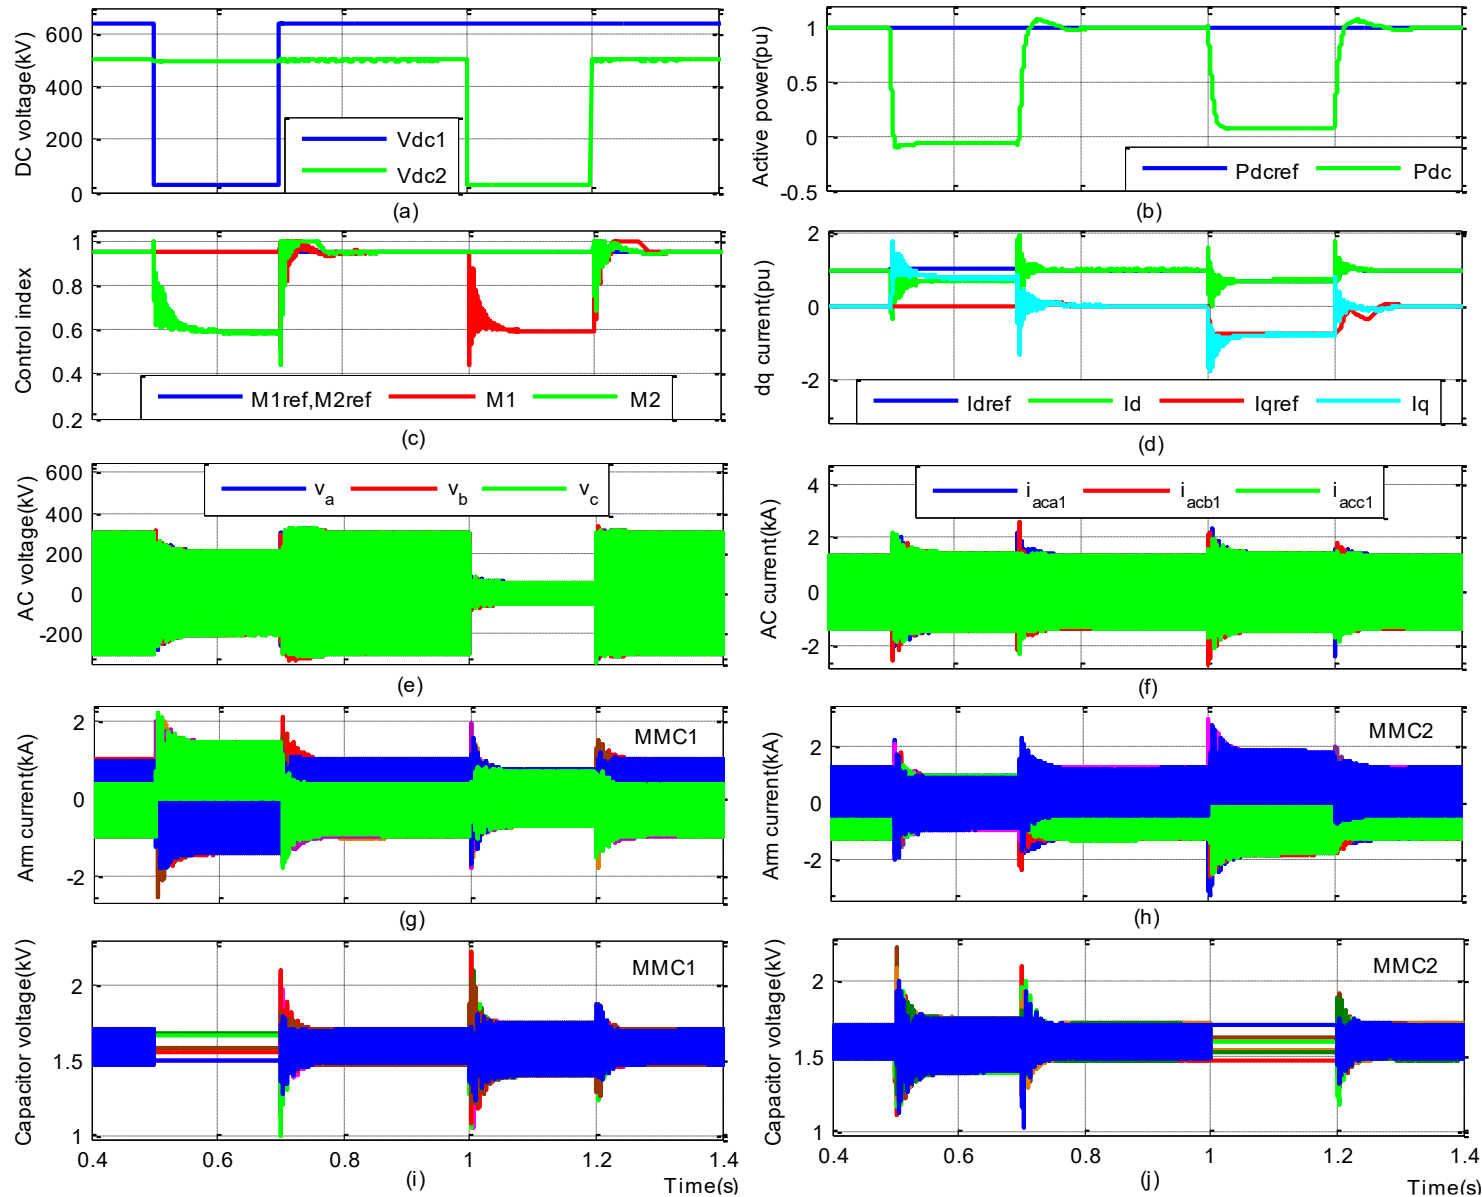 DC voltage(kV)
600
400
200
0
Vdc1
Vdc2
(a)
Active power(pu)
1
0.5
0
-0.5
Pdcref
Pdc
(b)
Control index
1
0.8
0.6
0.4
0.2
M1ref,M2ref
M1
M2
(c)
dq current(pu)
2
0
-2
Idref
Id
Iqref
Iq
(d)
AC voltage(kV)
600
400
200
0
-200
v_a
v_b
v_c
(e)
AC current(kA)
4
2
0
-2
i_aca1
i_acb1
i_acc1
(f)
Arm current(kA)
2
0
-2
MMC1
(g)
Arm current(kA)
2
0
-2
MMC2
(h)
Capacitor voltage(kV)
2
1.5
1
MMC1
0.4
0.6
0.8
1
1.2
1.4
(i)
Time(s)
Capacitor voltage(kV)
2
1.5
1
MMC2
0.4
0.6
0.8
1
1.2
1.4
(j)
Time(s)